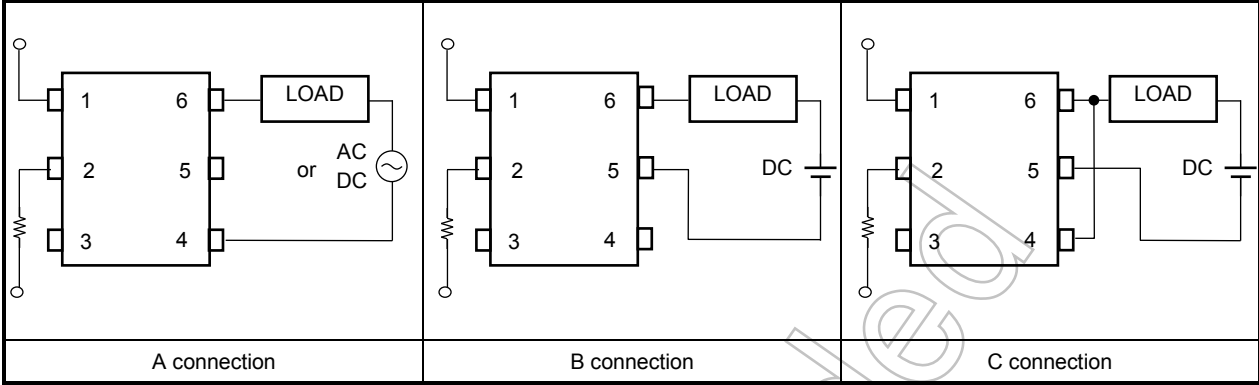 1 6 LOAD
2 5 or AC
DC
3 4
A connection
1 6 LOAD
2 5 DC
3 4
B connection
1 6 LOAD
2 5 DC
3 4
C connection